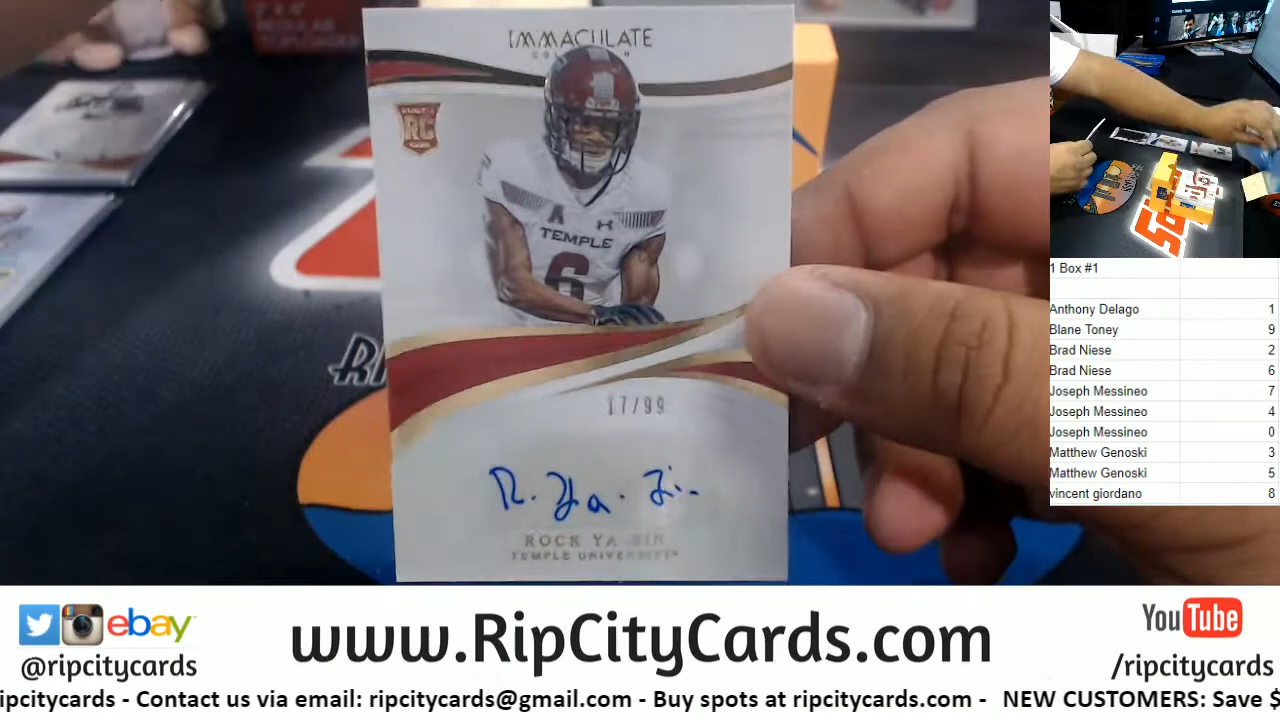 IMMACULATE
RC
TEMPLE
6
17/99
R. Ya-Sin
ROCK YA-SIN
TEMPLE UNIVERSITY
1 Box #1
Anthony Delago 1
Blane Toney 9
Brad Niese 2
Brad Niese 6
Joseph Messineo 7
Joseph Messineo 4
Joseph Messineo 0
Matthew Genoski 3
Matthew Genoski 5
vincent giordano 8
ebay
@ripcitycards
www.RipCityCards.com
YouTube
/ripcitycards
ipcitycards - Contact us via email: ripcitycards@gmail.com - Buy spots at ripcitycards.com - NEW CUSTOMERS: Save $